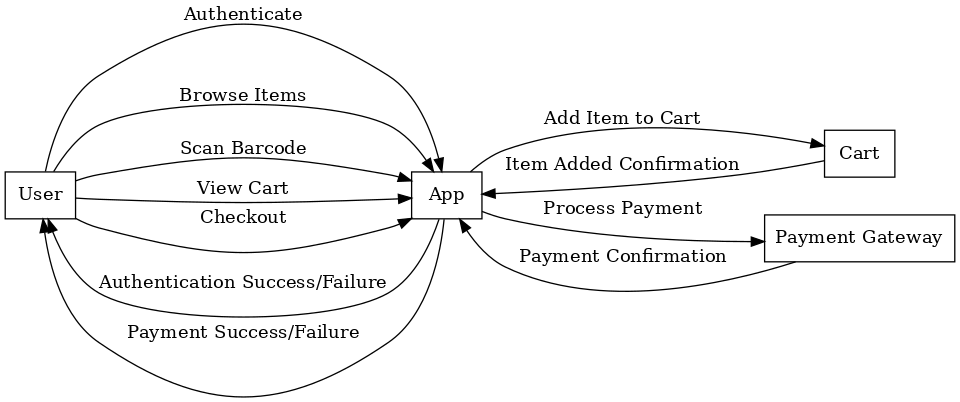 Authenticate
Browse Items
Add Item to Cart
Scan Barcode
Cart
Item Added Confirmation
User
View Cart
App
Process Payment
Checkout
Payment Gateway
Payment Confirmation
Authentication Success/Failure
Payment Success/Failure